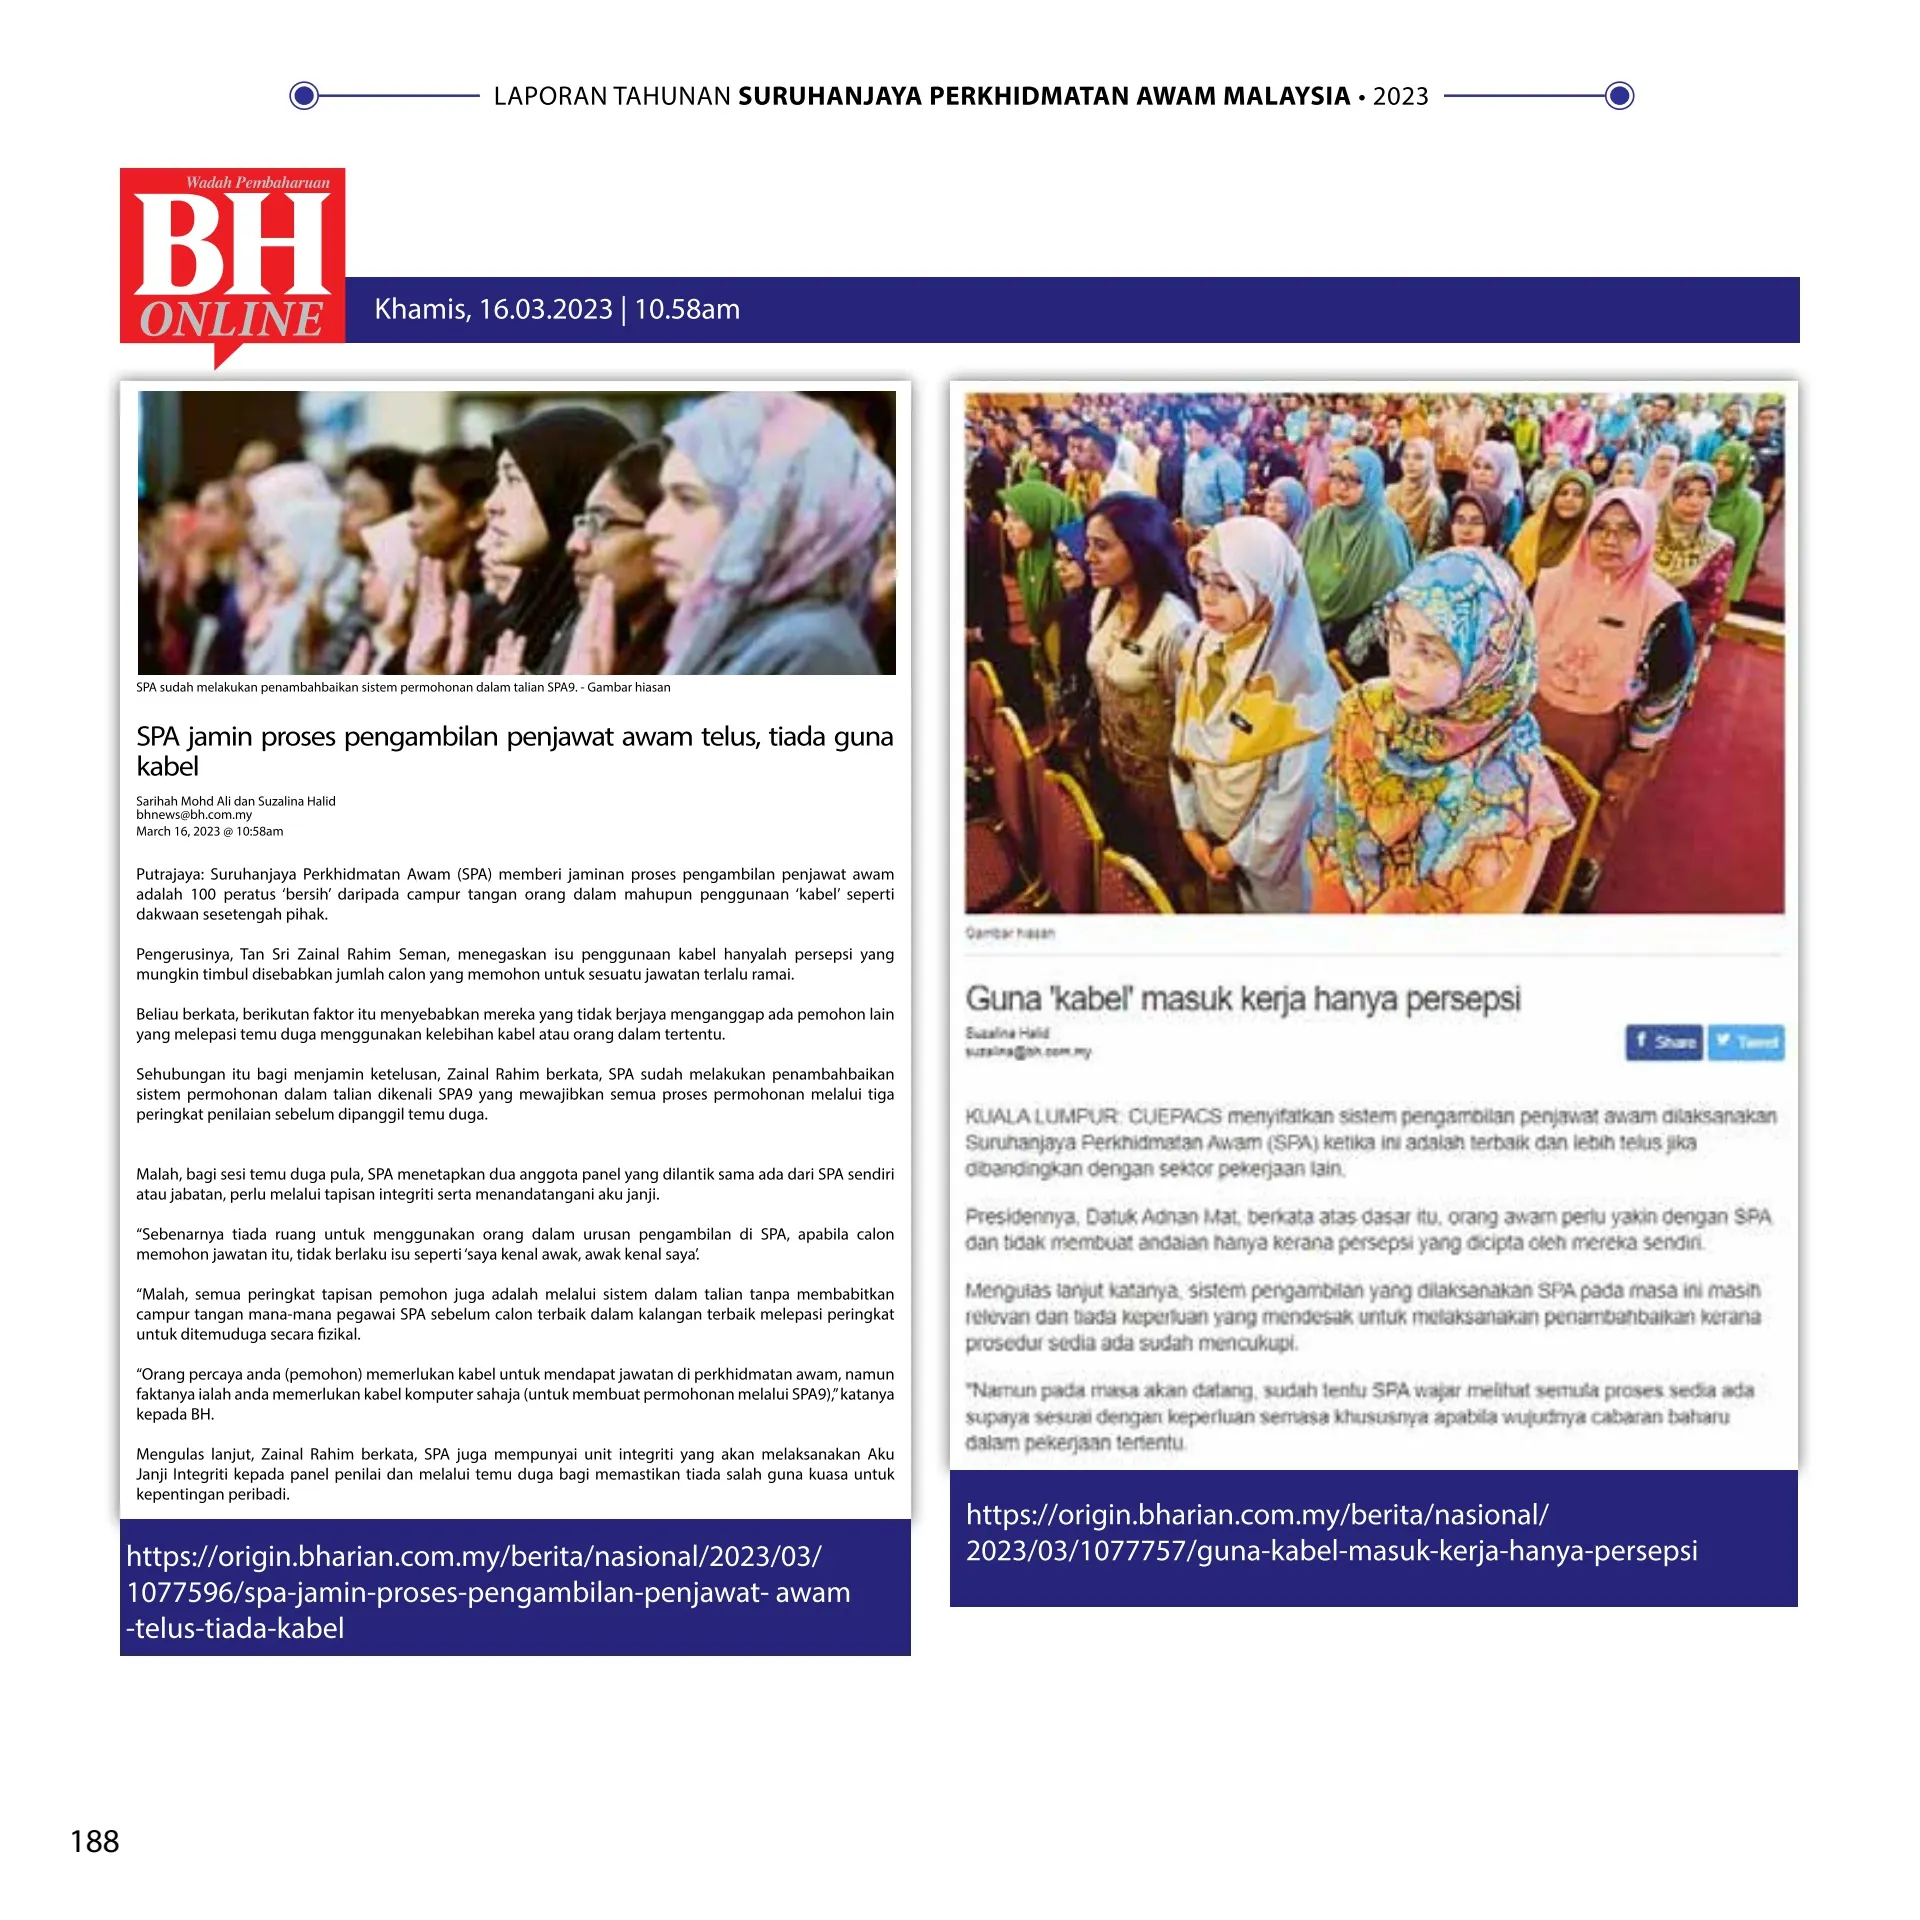 LAPORAN TAHUNAN SURUHANJAYA PERKHIDMATAN AWAM MALAYSIA • 2023
Wadah Pembaharuan
BH
ONLINE
Khamis, 16.03.2023 | 10.58am
SPA sudah melakukan penambahbaikan sistem permohonan dalam talian SPA9. - Gambar hiasan
SPA jamin proses pengambilan penjawat awam telus, tiada guna
kabel
Sarihah Mohd Ali dan Suzalina Halid
bhnews@bh.com.my
March 16, 2023 @ 10:58am
Putrajaya: Suruhanjaya Perkhidmatan Awam (SPA) memberi jaminan proses pengambilan penjawat awam
adalah 100 peratus ‘bersih’ daripada campur tangan orang dalam mahupun penggunaan ‘kabel’ seperti
dakwaan sesetengah pihak.
Pengerusinya, Tan Sri Zainal Rahim Seman, menegaskan isu penggunaan kabel hanyalah persepsi yang
mungkin timbul disebabkan jumlah calon yang memohon untuk sesuatu jawatan terlalu ramai.
Beliau berkata, berikutan faktor itu menyebabkan mereka yang tidak berjaya menganggap ada pemohon lain
yang melepasi temu duga menggunakan kelebihan kabel atau orang dalam tertentu.
Sehubungan itu bagi menjamin ketelusan, Zainal Rahim berkata, SPA sudah melakukan penambahbaikan
sistem permohonan dalam talian dikenali SPA9 yang mewajibkan semua proses permohonan melalui tiga
peringkat penilaian sebelum dipanggil temu duga.
Malah, bagi sesi temu duga pula, SPA menetapkan dua anggota panel yang dilantik sama ada dari SPA sendiri
atau jabatan, perlu melalui tapisan integriti serta menandatangani aku janji.
“Sebenarnya tiada ruang untuk menggunakan orang dalam urusan pengambilan di SPA, apabila calon
memohon jawatan itu, tidak berlaku isu seperti ‘saya kenal awak, awak kenal saya’.
“Malah, semua peringkat tapisan pemohon juga adalah melalui sistem dalam talian tanpa membabitkan
campur tangan mana-mana pegawai SPA sebelum calon terbaik dalam kalangan terbaik melepasi peringkat
untuk ditemuduga secara fizikal.
“Orang percaya anda (pemohon) memerlukan kabel untuk mendapat jawatan di perkhidmatan awam, namun
faktanya ialah anda memerlukan kabel komputer sahaja (untuk membuat permohonan melalui SPA9),” katanya
kepada BH.
Mengulas lanjut, Zainal Rahim berkata, SPA juga mempunyai unit integriti yang akan melaksanakan Aku
Janji Integriti kepada panel penilai dan melalui temu duga bagi memastikan tiada salah guna kuasa untuk
kepentingan peribadi.
https://origin.bharian.com.my/berita/nasional/2023/03/
1077596/spa-jamin-proses-pengambilan-penjawat- awam
-telus-tiada-kabel
Gambar hiasan
Guna 'kabel' masuk kerja hanya persepsi
Suzalina Halid
suzalina@bh.com.my
Share
Tweet
KUALA LUMPUR: CUEPACS menyifatkan sistem pengambilan penjawat awam dilaksanakan
Suruhanjaya Perkhidmatan Awam (SPA) ketika ini adalah terbaik dan lebih telus jika
dibandingkan dengan sektor pekerjaan lain.
Presidennya, Datuk Adnan Mat, berkata atas dasar itu, orang awam perlu yakin dengan SPA
dan tidak membuat andaian hanya kerana persepsi yang dicipta oleh mereka sendiri.
Mengulas lanjut katanya, sistem pengambilan yang dilaksanakan SPA pada masa ini masih
relevan dan tiada keperluan yang mendesak untuk melaksanakan penambahbaikan kerana
prosedur sedia ada sudah mencukupi.
"Namun pada masa akan datang, sudah tentu SPA wajar melihat semula proses sedia ada
supaya sesuai dengan keperluan semasa khususnya apabila wujudnya cabaran baharu
dalam pekerjaan tertentu.
https://origin.bharian.com.my/berita/nasional/
2023/03/1077757/guna-kabel-masuk-kerja-hanya-persepsi
188